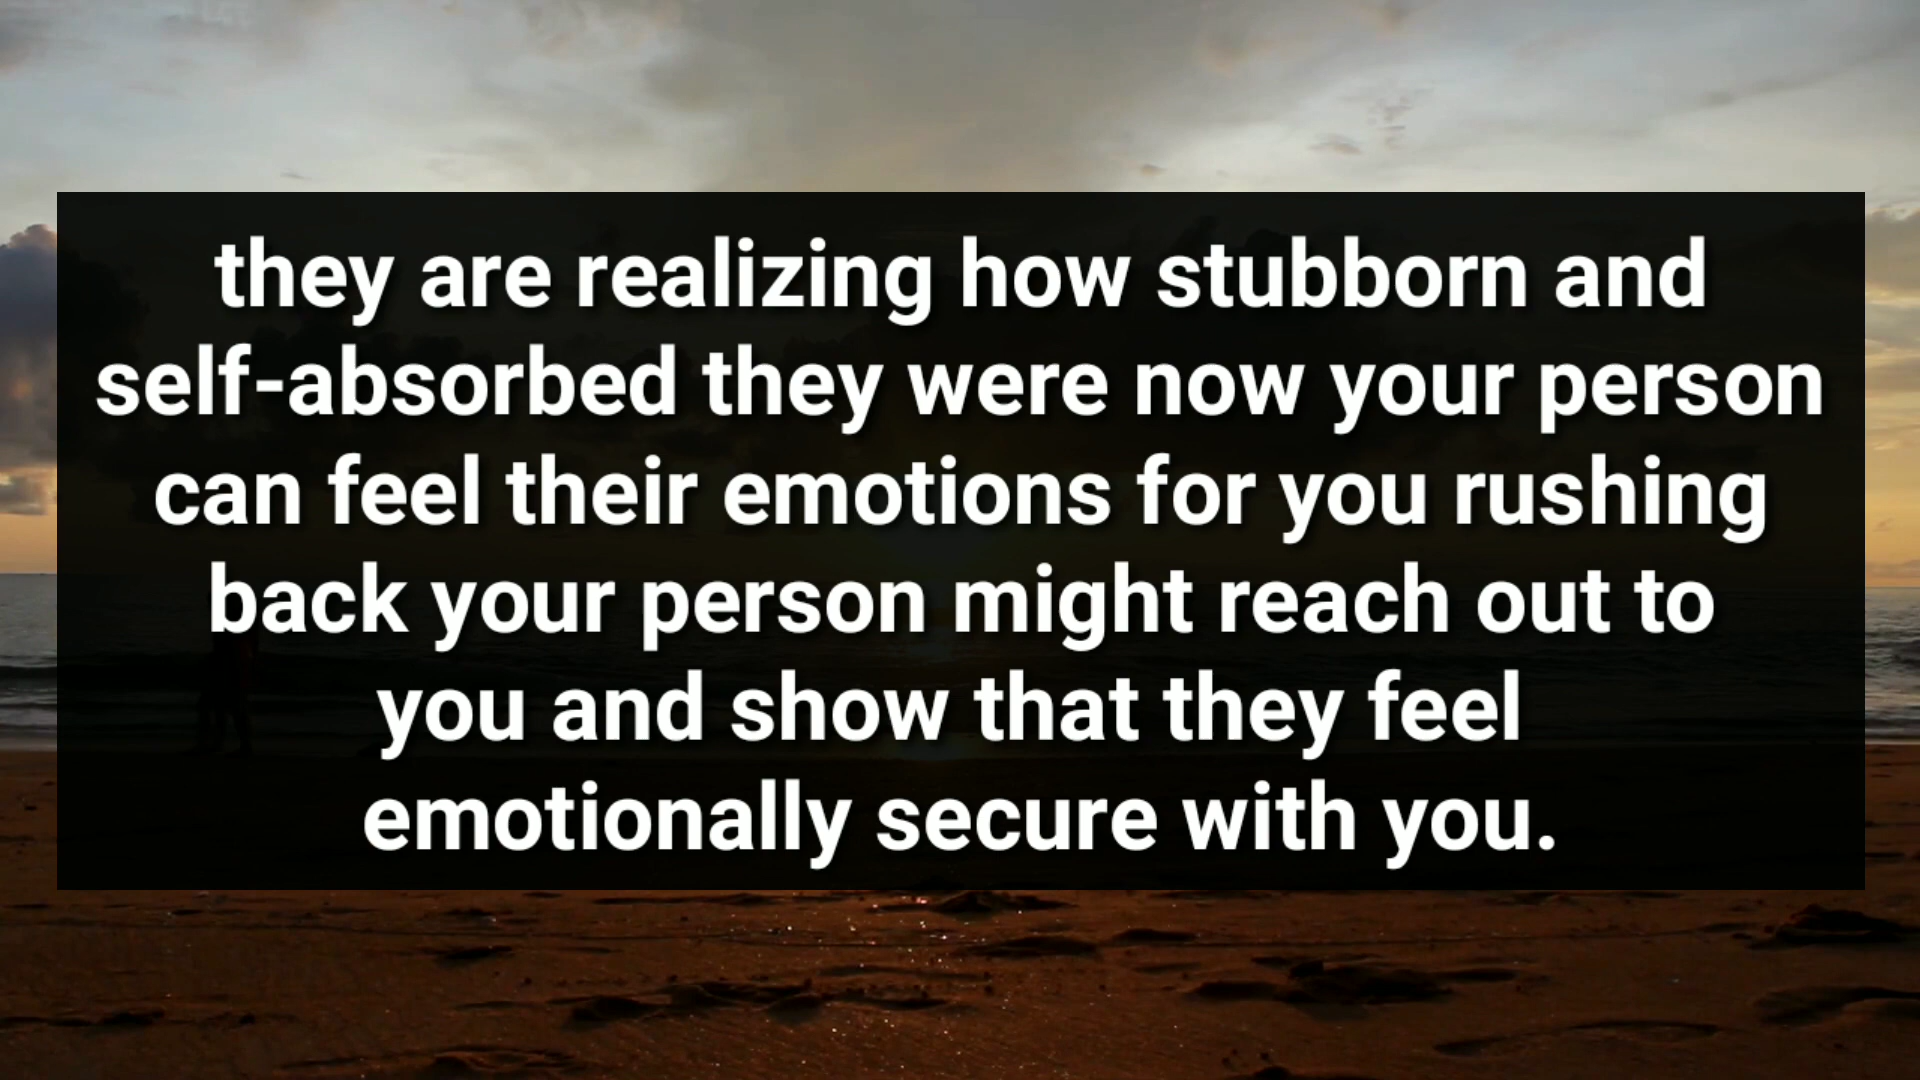 they are realizing how stubborn and
self-absorbed they were now your person
can feel their emotions for you rushing
back your person might reach out to
you and show that they feel
emotionally secure with you.